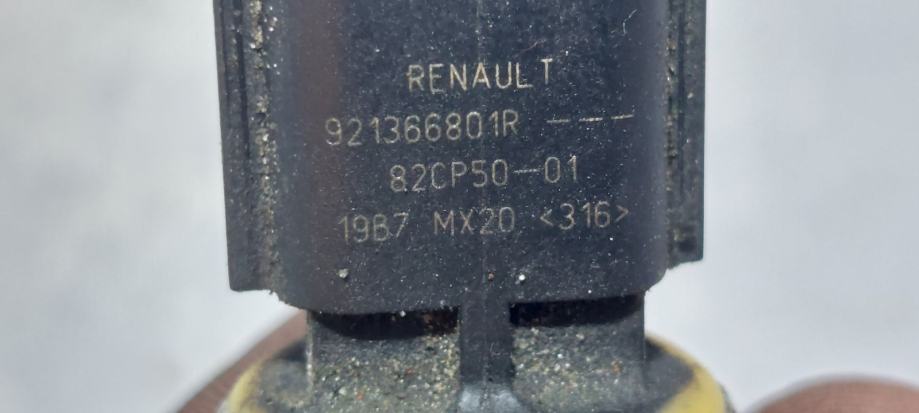 RENAULT
921366801R ---
82CP50-01
19B7 MX20 <316>